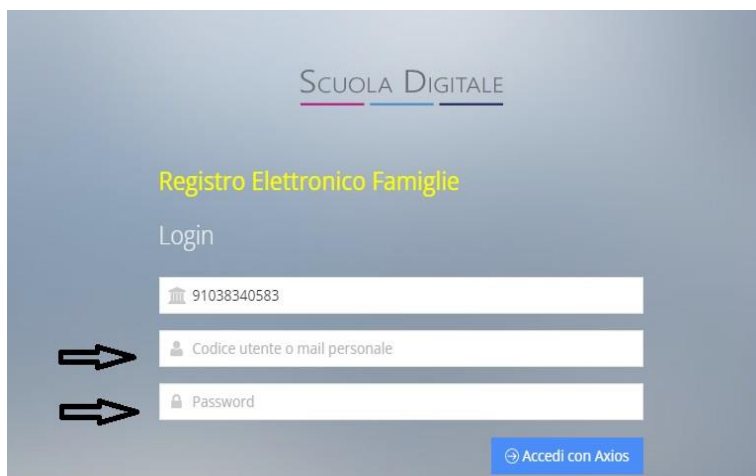 SCUOLA DIGITALE
Registro Elettronico Famiglie
Login
91038340583
Codice utente o mail personale
Password
Accedi con Axios